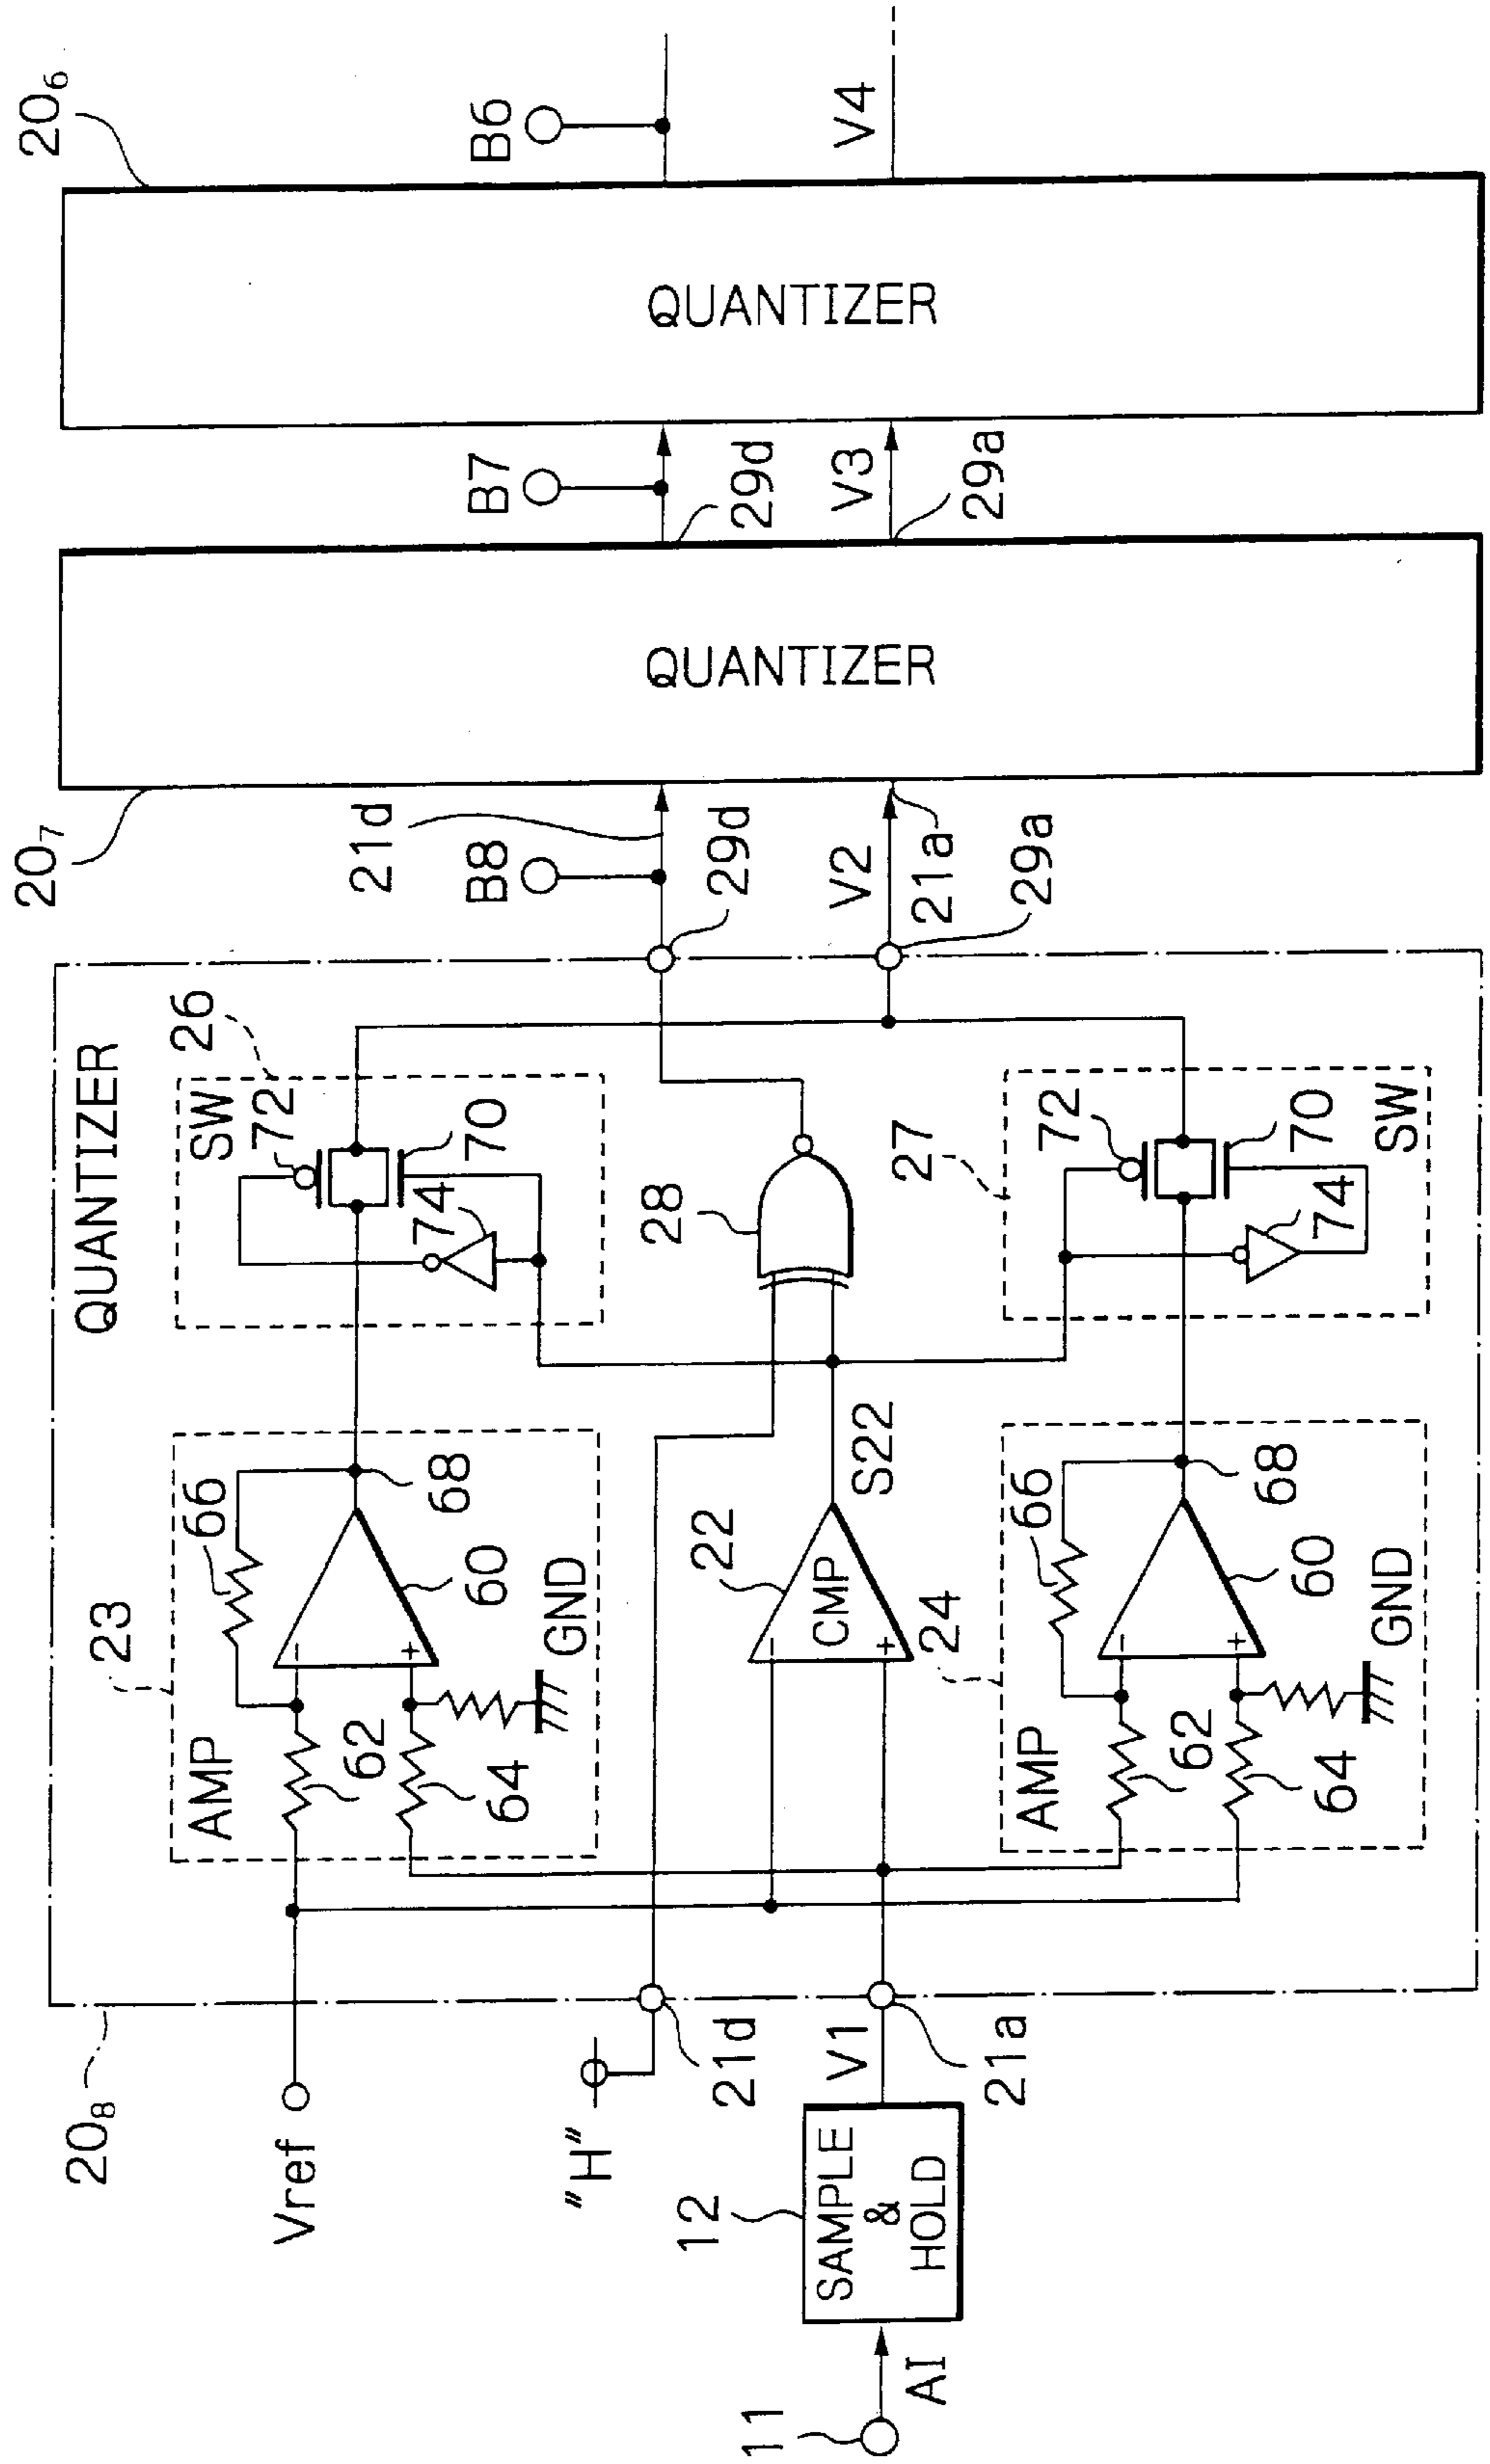 20₈
QUANTIZER
20₇
20₆
Vref
23
AMP
66
62
64
60
68
GND
26
SW
72
70
74
"H"
21d
28
B8
21d
29d
QUANTIZER
B7
29d
QUANTIZER
B6
11
AI
12
SAMPLE
&
HOLD
V1
21a
22
CMP
S22
V2
21a
29a
V3
29a
V4
24
AMP
66
62
64
60
68
GND
27
SW
72
70
74
-
+
-
+
-
+